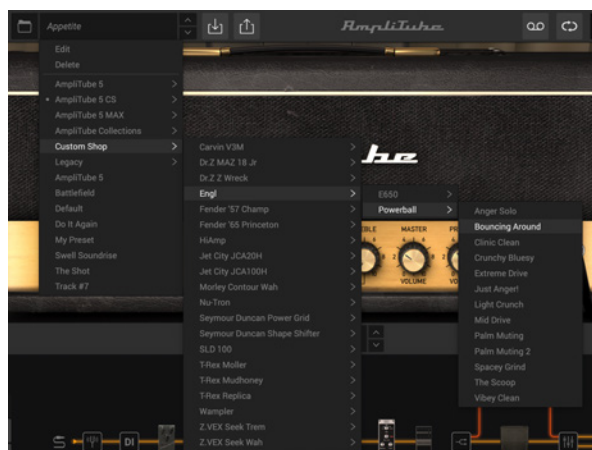 Appetite
AmpliTube
Edit
Delete
AmpliTube 5
AmpliTube 5 CS
AmpliTube 5 MAX
AmpliTube Collections
Custom Shop
Legacy
AmpliTube 5
Battlefield
Default
Do It Again
My Preset
Swell Soundrise
The Shot
Track #7
Carvin V3M
Dr.Z MAZ 18 Jr
Dr.Z Z Wreck
Engl
Fender '57 Champ
Fender '65 Princeton
HiAmp
Jet City JCA20H
Jet City JCA100H
Morley Contour Wah
Nu-Tron
Seymour Duncan Power Grid
Seymour Duncan Shape Shifter
SLD 100
T-Rex Moller
T-Rex Mudhoney
T-Rex Replica
Wampler
Z.VEX Seek Trem
Z.VEX Seek Wah
E650
Powerball
Anger Solo
Bouncing Around
Clinic Clean
Crunchy Bluesy
Extreme Drive
Just Anger!
Light Crunch
Mid Drive
Palm Muting
Palm Muting 2
Spacey Grind
The Scoop
Vibey Clean
be
EBLE MASTER PR
VOLUME VO
DI